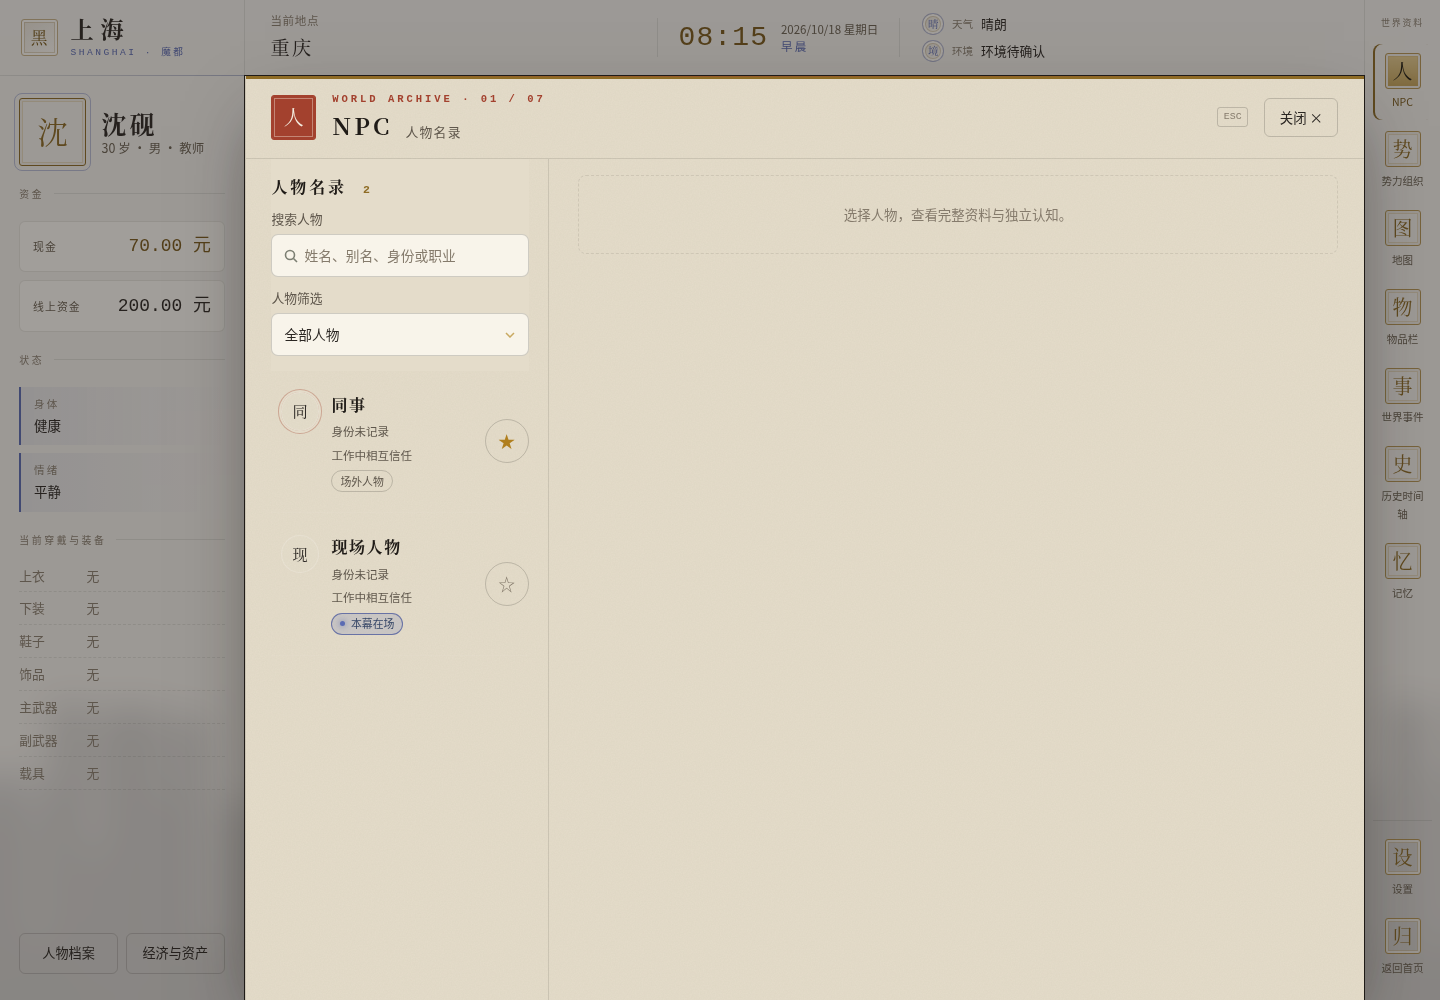 黑
上海
SHANGHAI · 魔都
当前地点
重庆
08:15
2026/10/18 星期日
早晨
晴 天气 晴朗
境 环境 环境待确认
沈
沈砚
30 岁 · 男 · 教师
资金
现金 70.00 元
线上资金 200.00 元
状态
身体
健康
情绪
平静
当前穿戴与装备
上衣 无
下装 无
鞋子 无
饰品 无
主武器 无
副武器 无
载具 无
人物档案 经济与资产
人
WORLD ARCHIVE · 01 / 07
NPC 人物名录
ESC
关闭 ×
人物名录 2
搜索人物
姓名、别名、身份或职业
人物筛选
全部人物
同
同事
身份未记录
工作中相互信任
场外人物
★
现
现场人物
身份未记录
工作中相互信任
本幕在场
☆
选择人物，查看完整资料与独立认知。
世界资料
人
NPC
势
势力组织
图
地图
物
物品栏
事
世界事件
史
历史时间
轴
忆
记忆
设
设置
归
返回首页